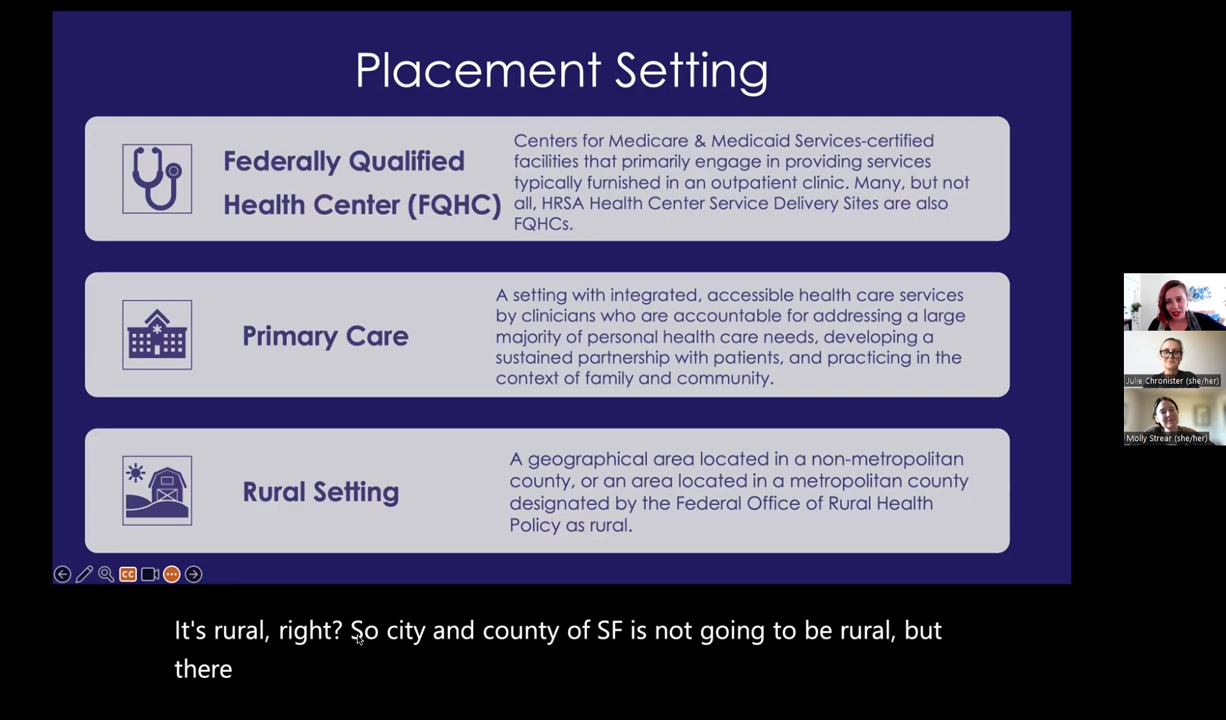 Placement Setting
Federally Qualified
Health Center (FQHC)
Centers for Medicare & Medicaid Services-certified
facilities that primarily engage in providing services
typically furnished in an outpatient clinic. Many, but not
all, HRSA Health Center Service Delivery Sites are also
FQHCs.
Primary Care
A setting with integrated, accessible health care services
by clinicians who are accountable for addressing a large
majority of personal health care needs, developing a
sustained partnership with patients, and practicing in the
context of family and community.
Rural Setting
A geographical area located in a non-metropolitan
county, or an area located in a metropolitan county
designated by the Federal Office of Rural Health
Policy as rural.
CC
Julie Chronister (she/her)
Molly Strear (she/her)
It's rural, right? So city and county of SF is not going to be rural, but
there